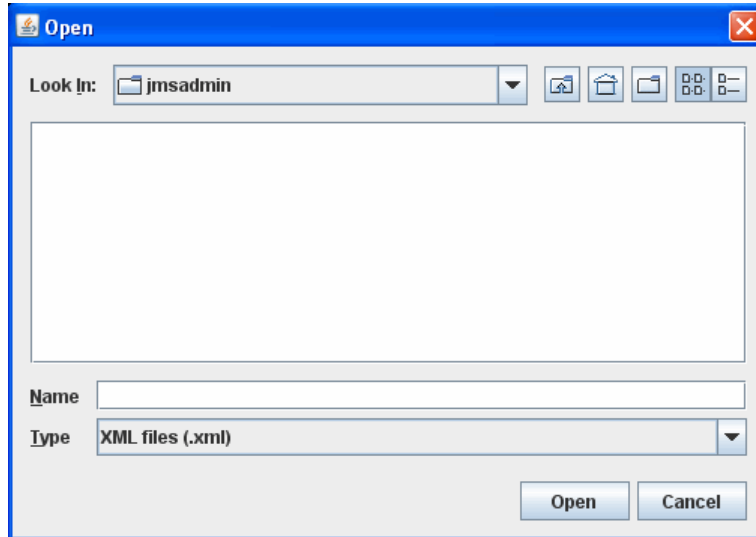 Open
Look In: jmsadmin
Name
Type XML files (.xml)
Open Cancel